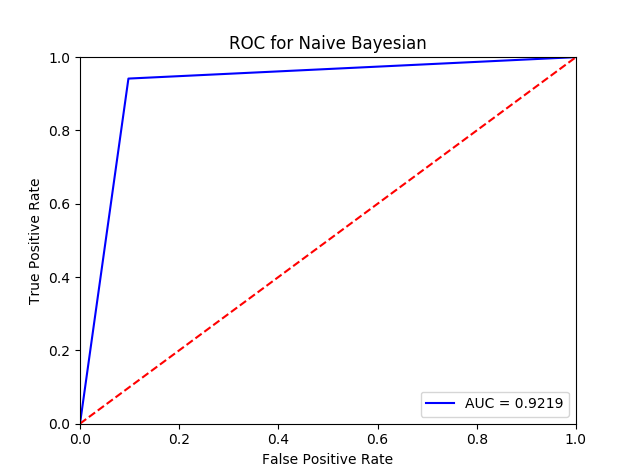 ROC for Naive Bayesian
True Positive Rate
1.0
0.8
0.6
0.4
0.2
0.0
AUC = 0.9219
0.0 0.2 0.4 0.6 0.8 1.0
False Positive Rate